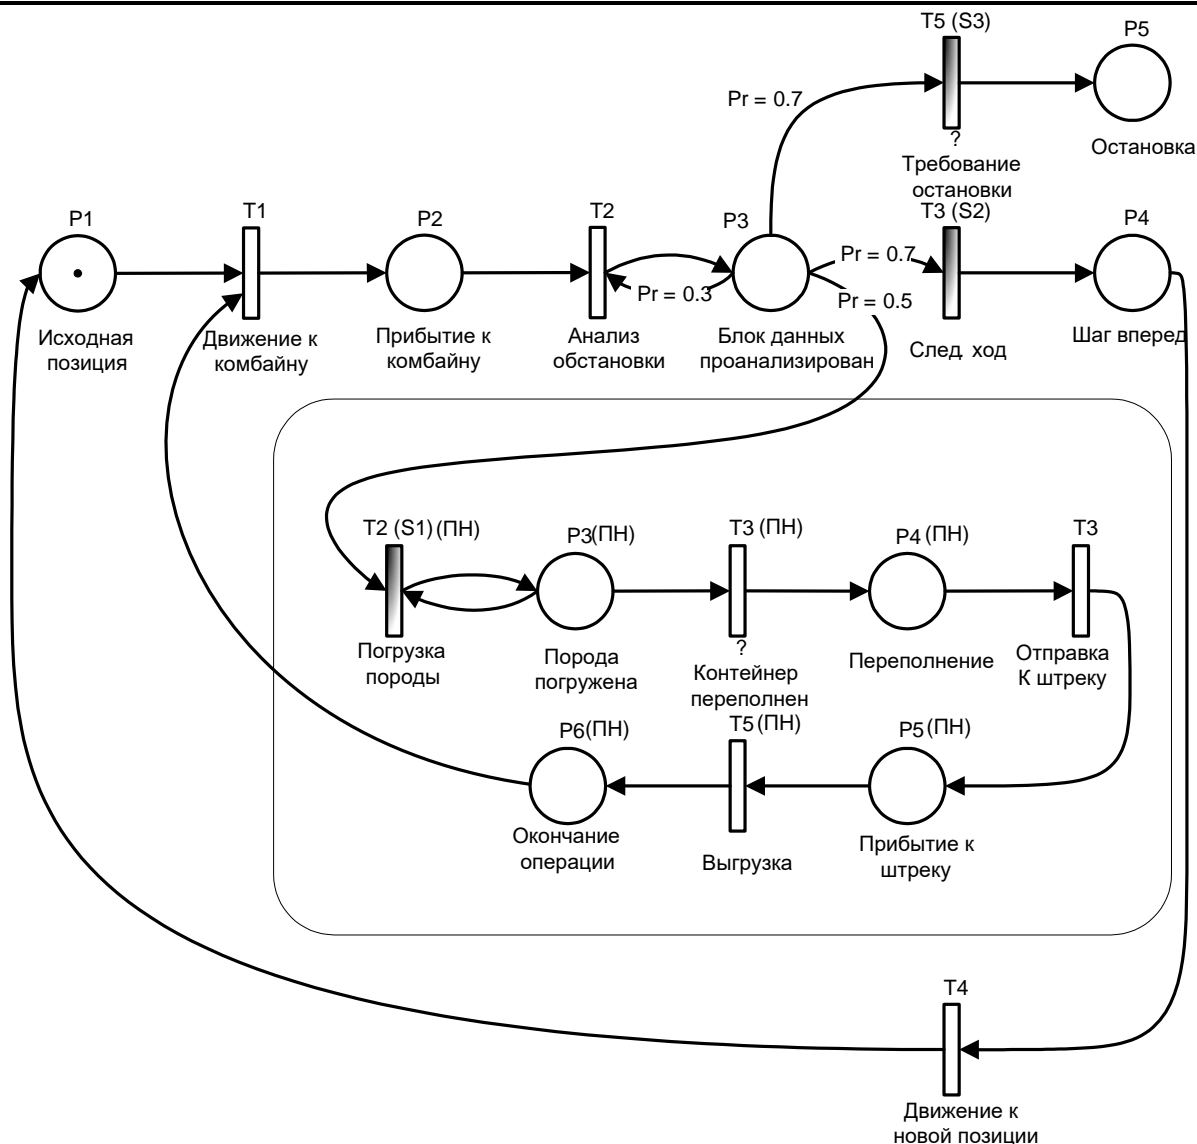 T5 (S3)
P5
Pr = 0.7
?
Остановка
Требование
остановки
P1
T1
P2
T2
P3
T3 (S2)
P4
Pr = 0.7
Pr = 0.3
Pr = 0.5
Исходная
позиция
Движение к
комбайну
Прибытие к
комбайну
Анализ
обстановки
Блок данных
проанализирован
След. ход
Шаг вперед
T2 (S1) (ПН)
P3(ПН)
T3 (ПН)
P4 (ПН)
T3
?
Погрузка
породы
Порода
погружена
Контейнер
переполнен
Переполнение
Отправка
К штреку
P6(ПН)
T5 (ПН)
P5 (ПН)
Окончание
операции
Выгрузка
Прибытие к
штреку
T4
Движение к
новой позиции